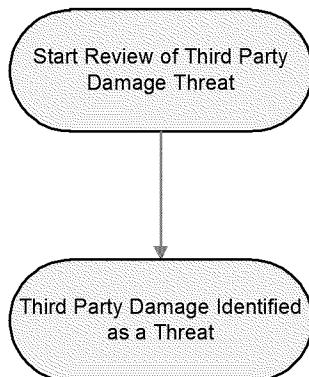 Start Review of Third Party
Damage Threat
Third Party Damage Identified
as a Threat